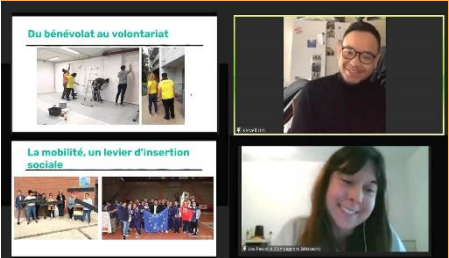 Du bénévolat au volontariat
La mobilité, un levier d'insertion
sociale